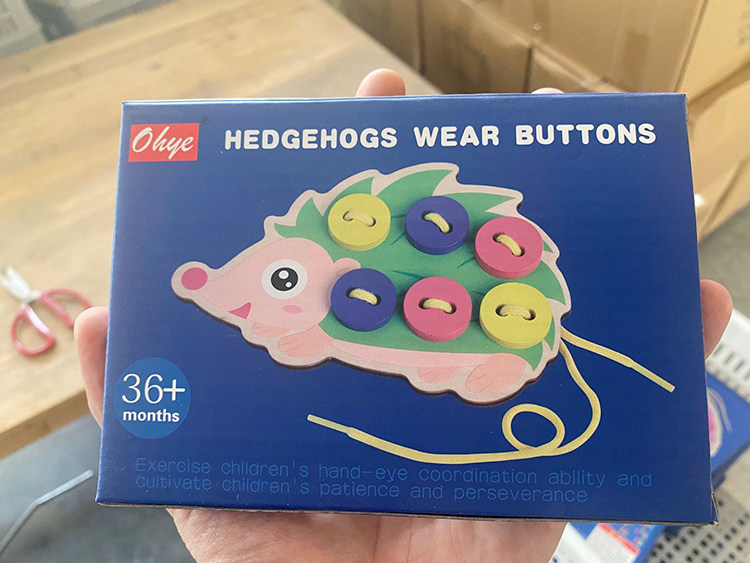 Ohye
HEDGEHOGS WEAR BUTTONS
36+
months
Exercise children's hand-eye coordination ability and
cultivate children's patience and perseverance